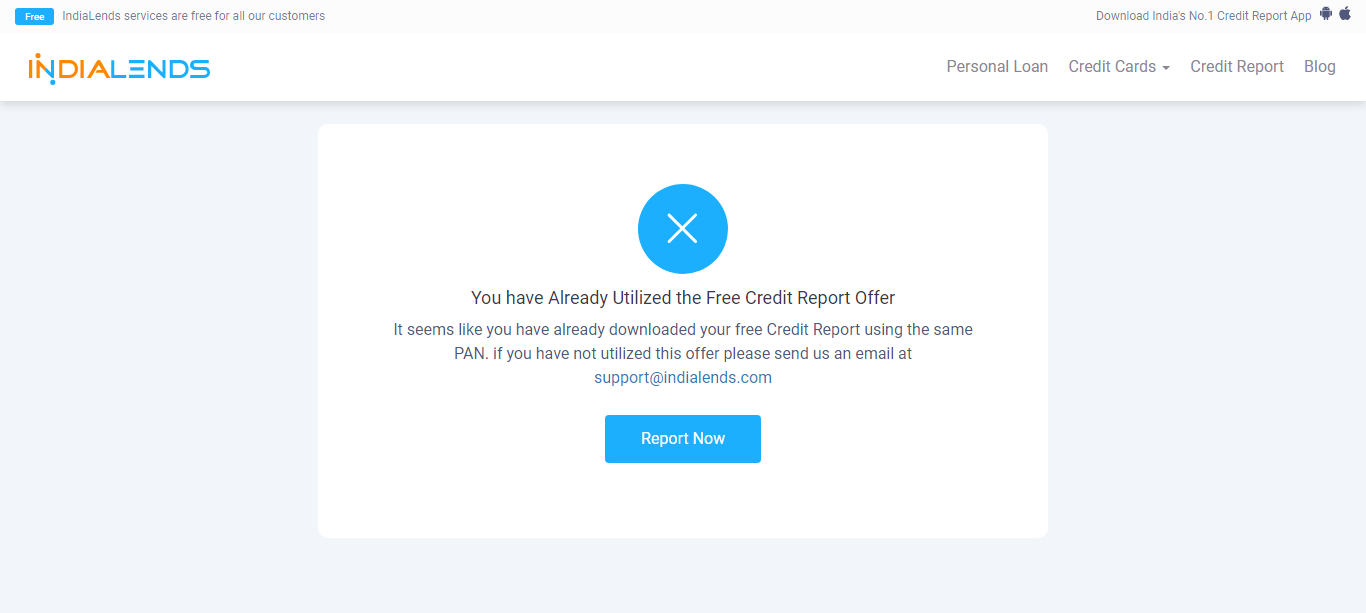 Free IndiaLends services are free for all our customers
Download India's No.1 Credit Report App
INDIALENDS
Personal Loan Credit Cards Credit Report Blog
You have Already Utilized the Free Credit Report Offer
It seems like you have already downloaded your free Credit Report using the same
PAN. if you have not utilized this offer please send us an email at
support@indialends.com
Report Now